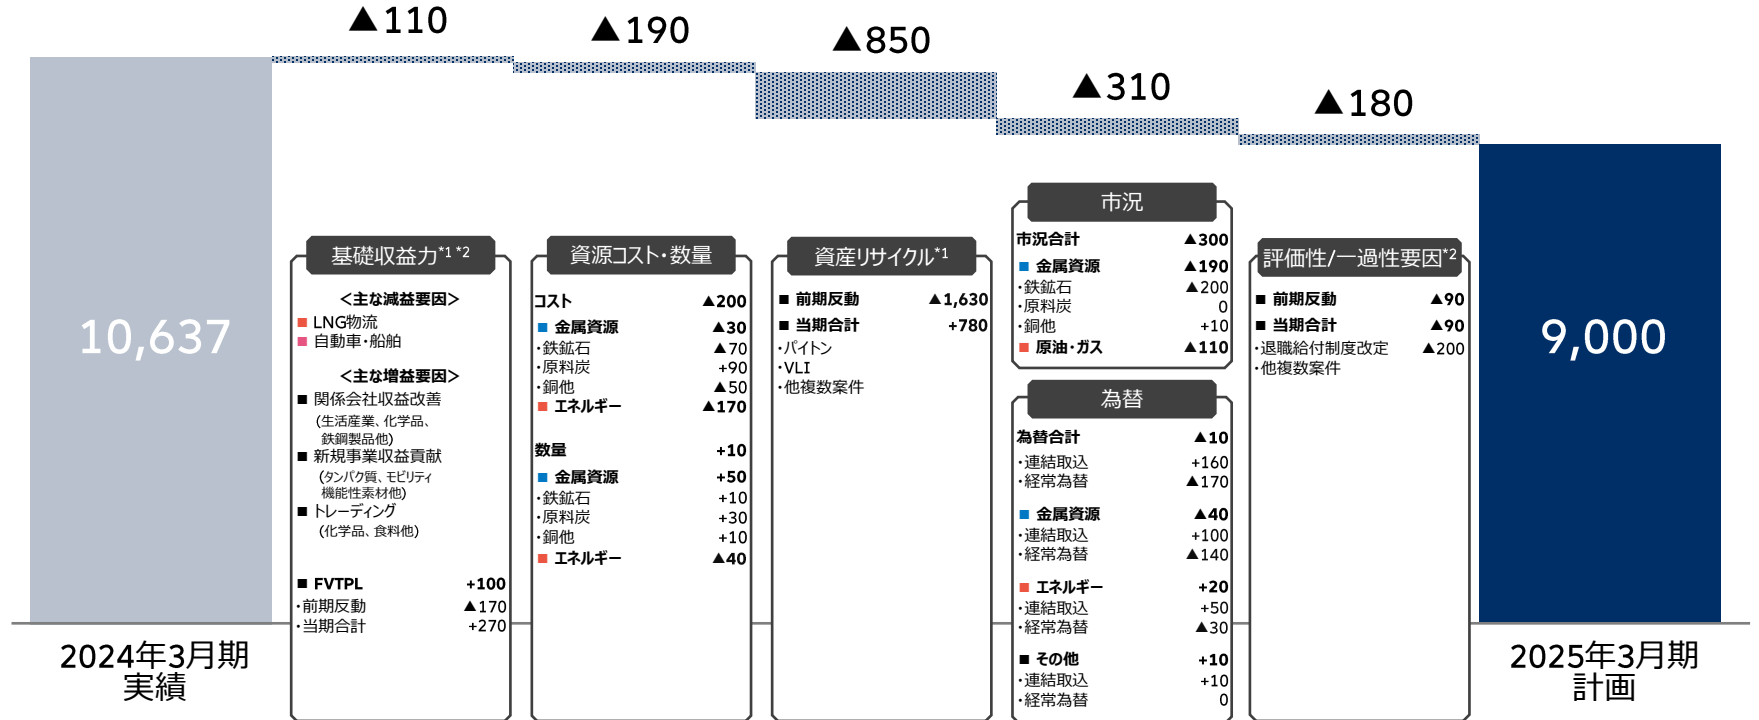 ▲110
▲190
▲850
▲310
▲180
10,637
2024年3月期
実績
基礎収益力*1 *2
＜主な減益要因＞
■ LNG物流
■ 自動車・船舶
＜主な増益要因＞
■ 関係会社収益改善
(生活産業、化学品、
鉄鋼製品他)
■ 新規事業収益貢献
(タンパク質、モビリティ
機能性素材他)
■ トレーディング
(化学品、食料他)
■ FVTPL +100
・前期反動 ▲170
・当期合計 +270
資源コスト・数量
コスト ▲200
■ 金属資源 ▲30
・鉄鉱石 ▲70
・原料炭 +90
・銅他 ▲50
■ エネルギー ▲170
数量 +10
■ 金属資源 +50
・鉄鉱石 +10
・原料炭 +30
・銅他 +10
■ エネルギー ▲40
資産リサイクル*1
■ 前期反動 ▲1,630
■ 当期合計 +780
・パイトン
・VLI
・他複数案件
市況
市況合計 ▲300
■ 金属資源 ▲190
・鉄鉱石 ▲200
・原料炭 0
・銅他 +10
■ 原油・ガス ▲110
為替
為替合計 ▲10
・連結取込 +160
・経常為替 ▲170
■ 金属資源 ▲40
・連結取込 +100
・経常為替 ▲140
■ エネルギー +20
・連結取込 +50
・経常為替 ▲30
■ その他 +10
・連結取込 +10
・経常為替 0
評価性/一過性要因*2
■ 前期反動 ▲90
■ 当期合計 ▲90
・退職給付制度改定 ▲200
・他複数案件
9,000
2025年3月期
計画